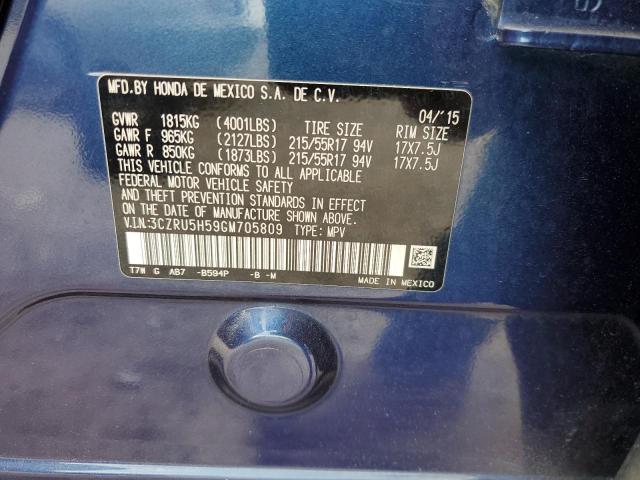 MFD.BY HONDA DE MEXICO S.A. DE C.V.
04/'15
GVWR 1815KG (4001LBS) TIRE SIZE RIM SIZE
GAWR F 965KG (2127LBS) 215/55R17 94V 17X7.5J
GAWR R 850KG (1873LBS) 215/55R17 94V 17X7.5J
THIS VEHICLE CONFORMS TO ALL APPLICABLE
FEDERAL MOTOR VEHICLE SAFETY
AND THEFT PREVENTION STANDARDS IN EFFECT
ON THE DATE OF MANUFACTURE SHOWN ABOVE.
V.I.N:3CZRU5H59GM705809 TYPE: MPV
T7W G AB7 -B594P -B -M
MADE IN MEXICO